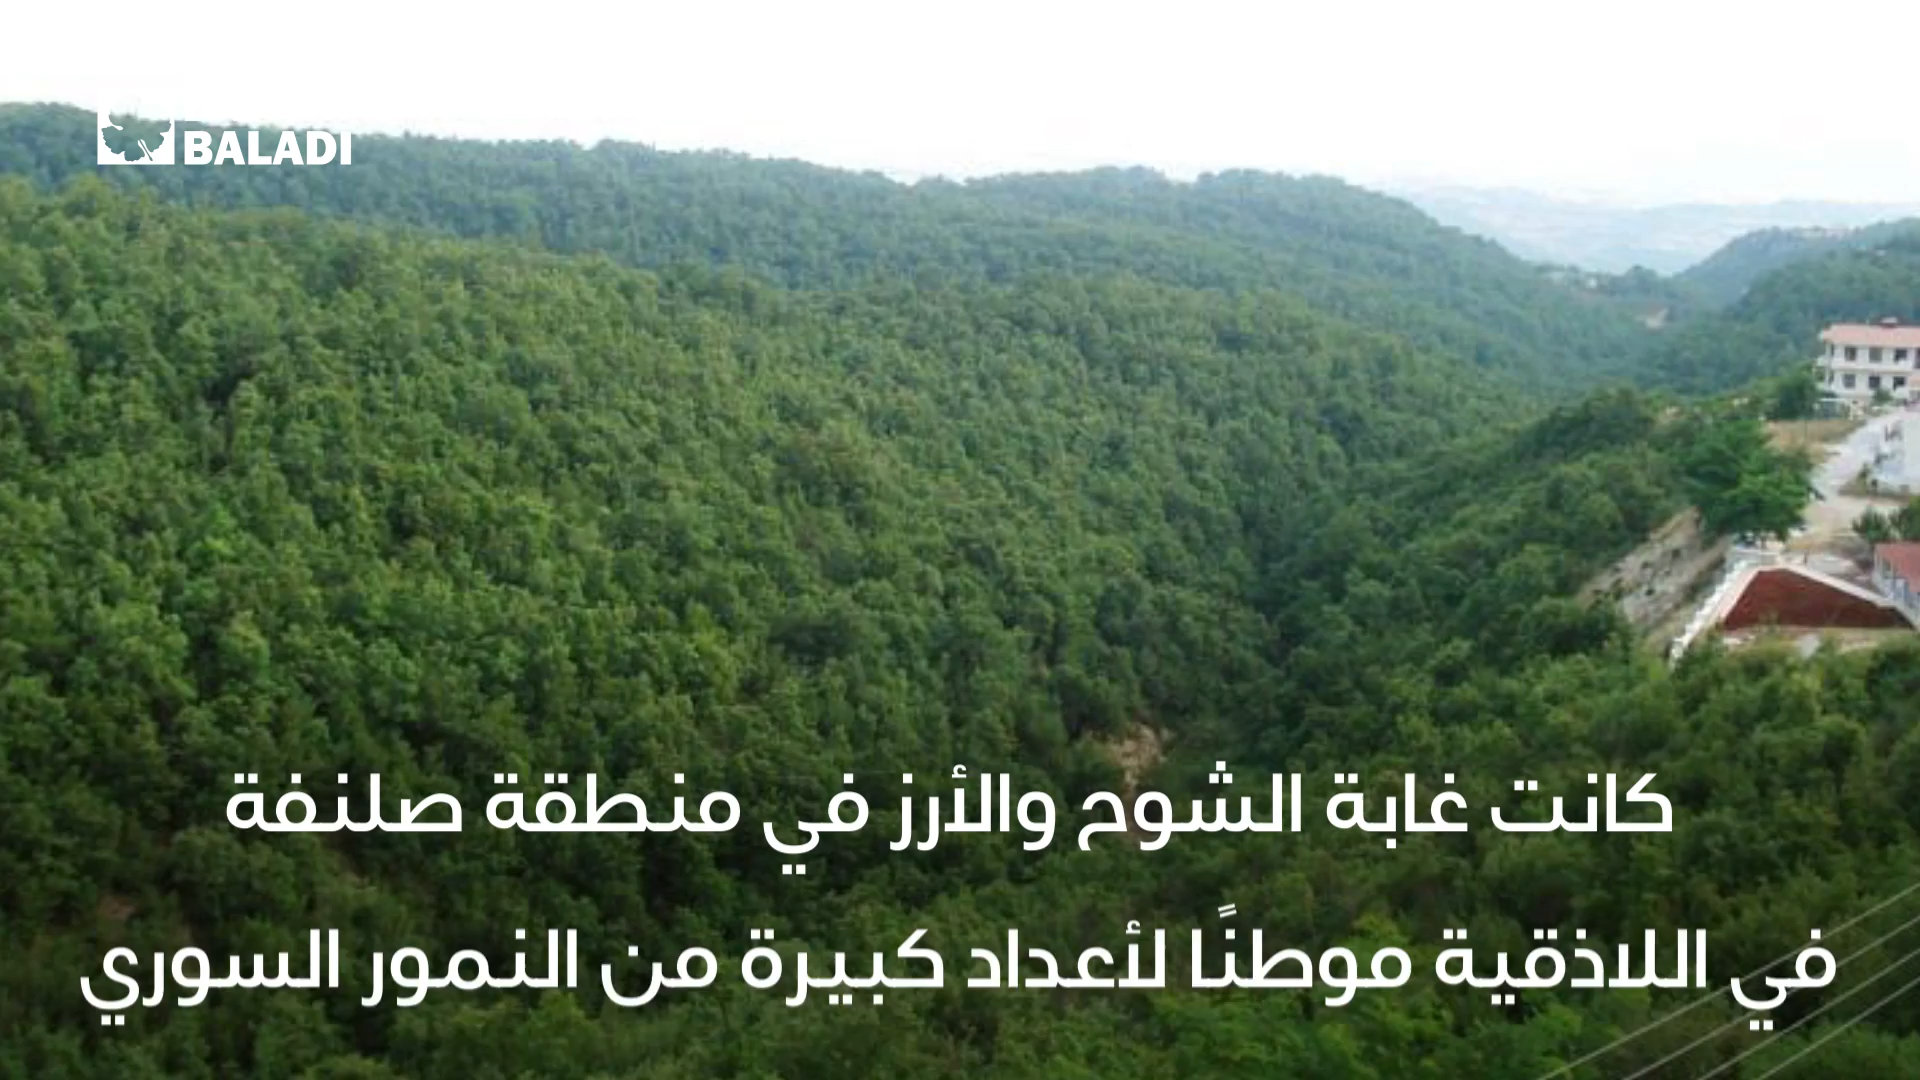 BALADI
كانت غابة الشوح والأرز في منطقة صلنفة
في اللاذقية موطنًا لأعداد كبيرة من النمور السوري